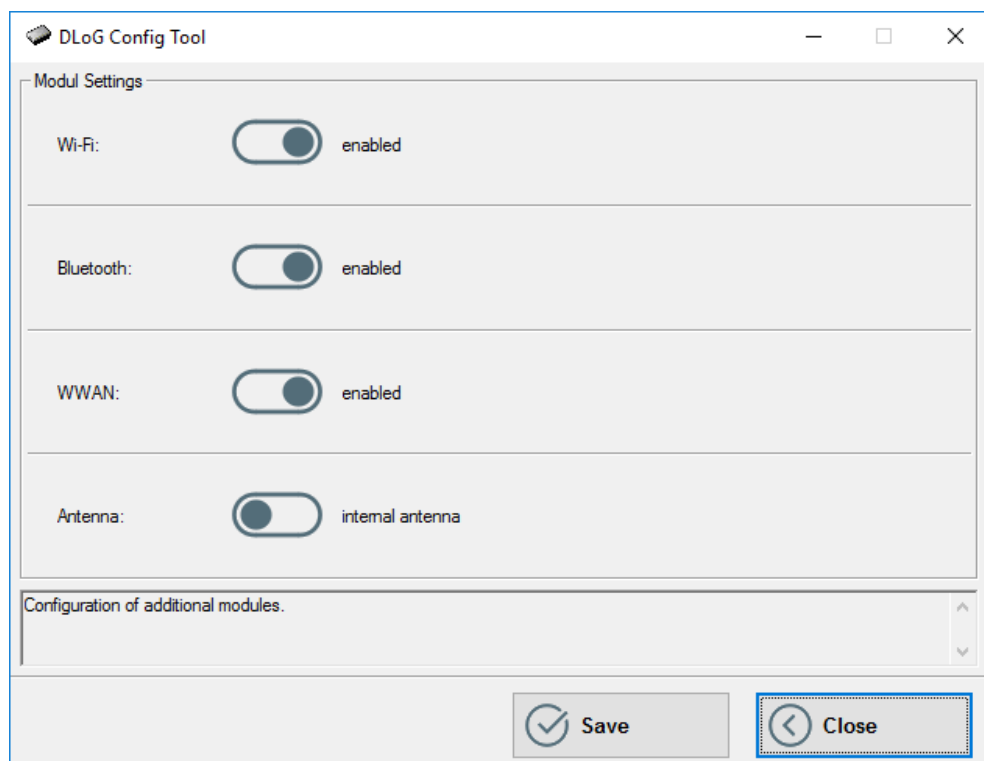 DLoG Config Tool
Modul Settings
Wi-Fi: enabled
Bluetooth: enabled
WWAN: enabled
Antenna: internal antenna
Configuration of additional modules.
Save Close